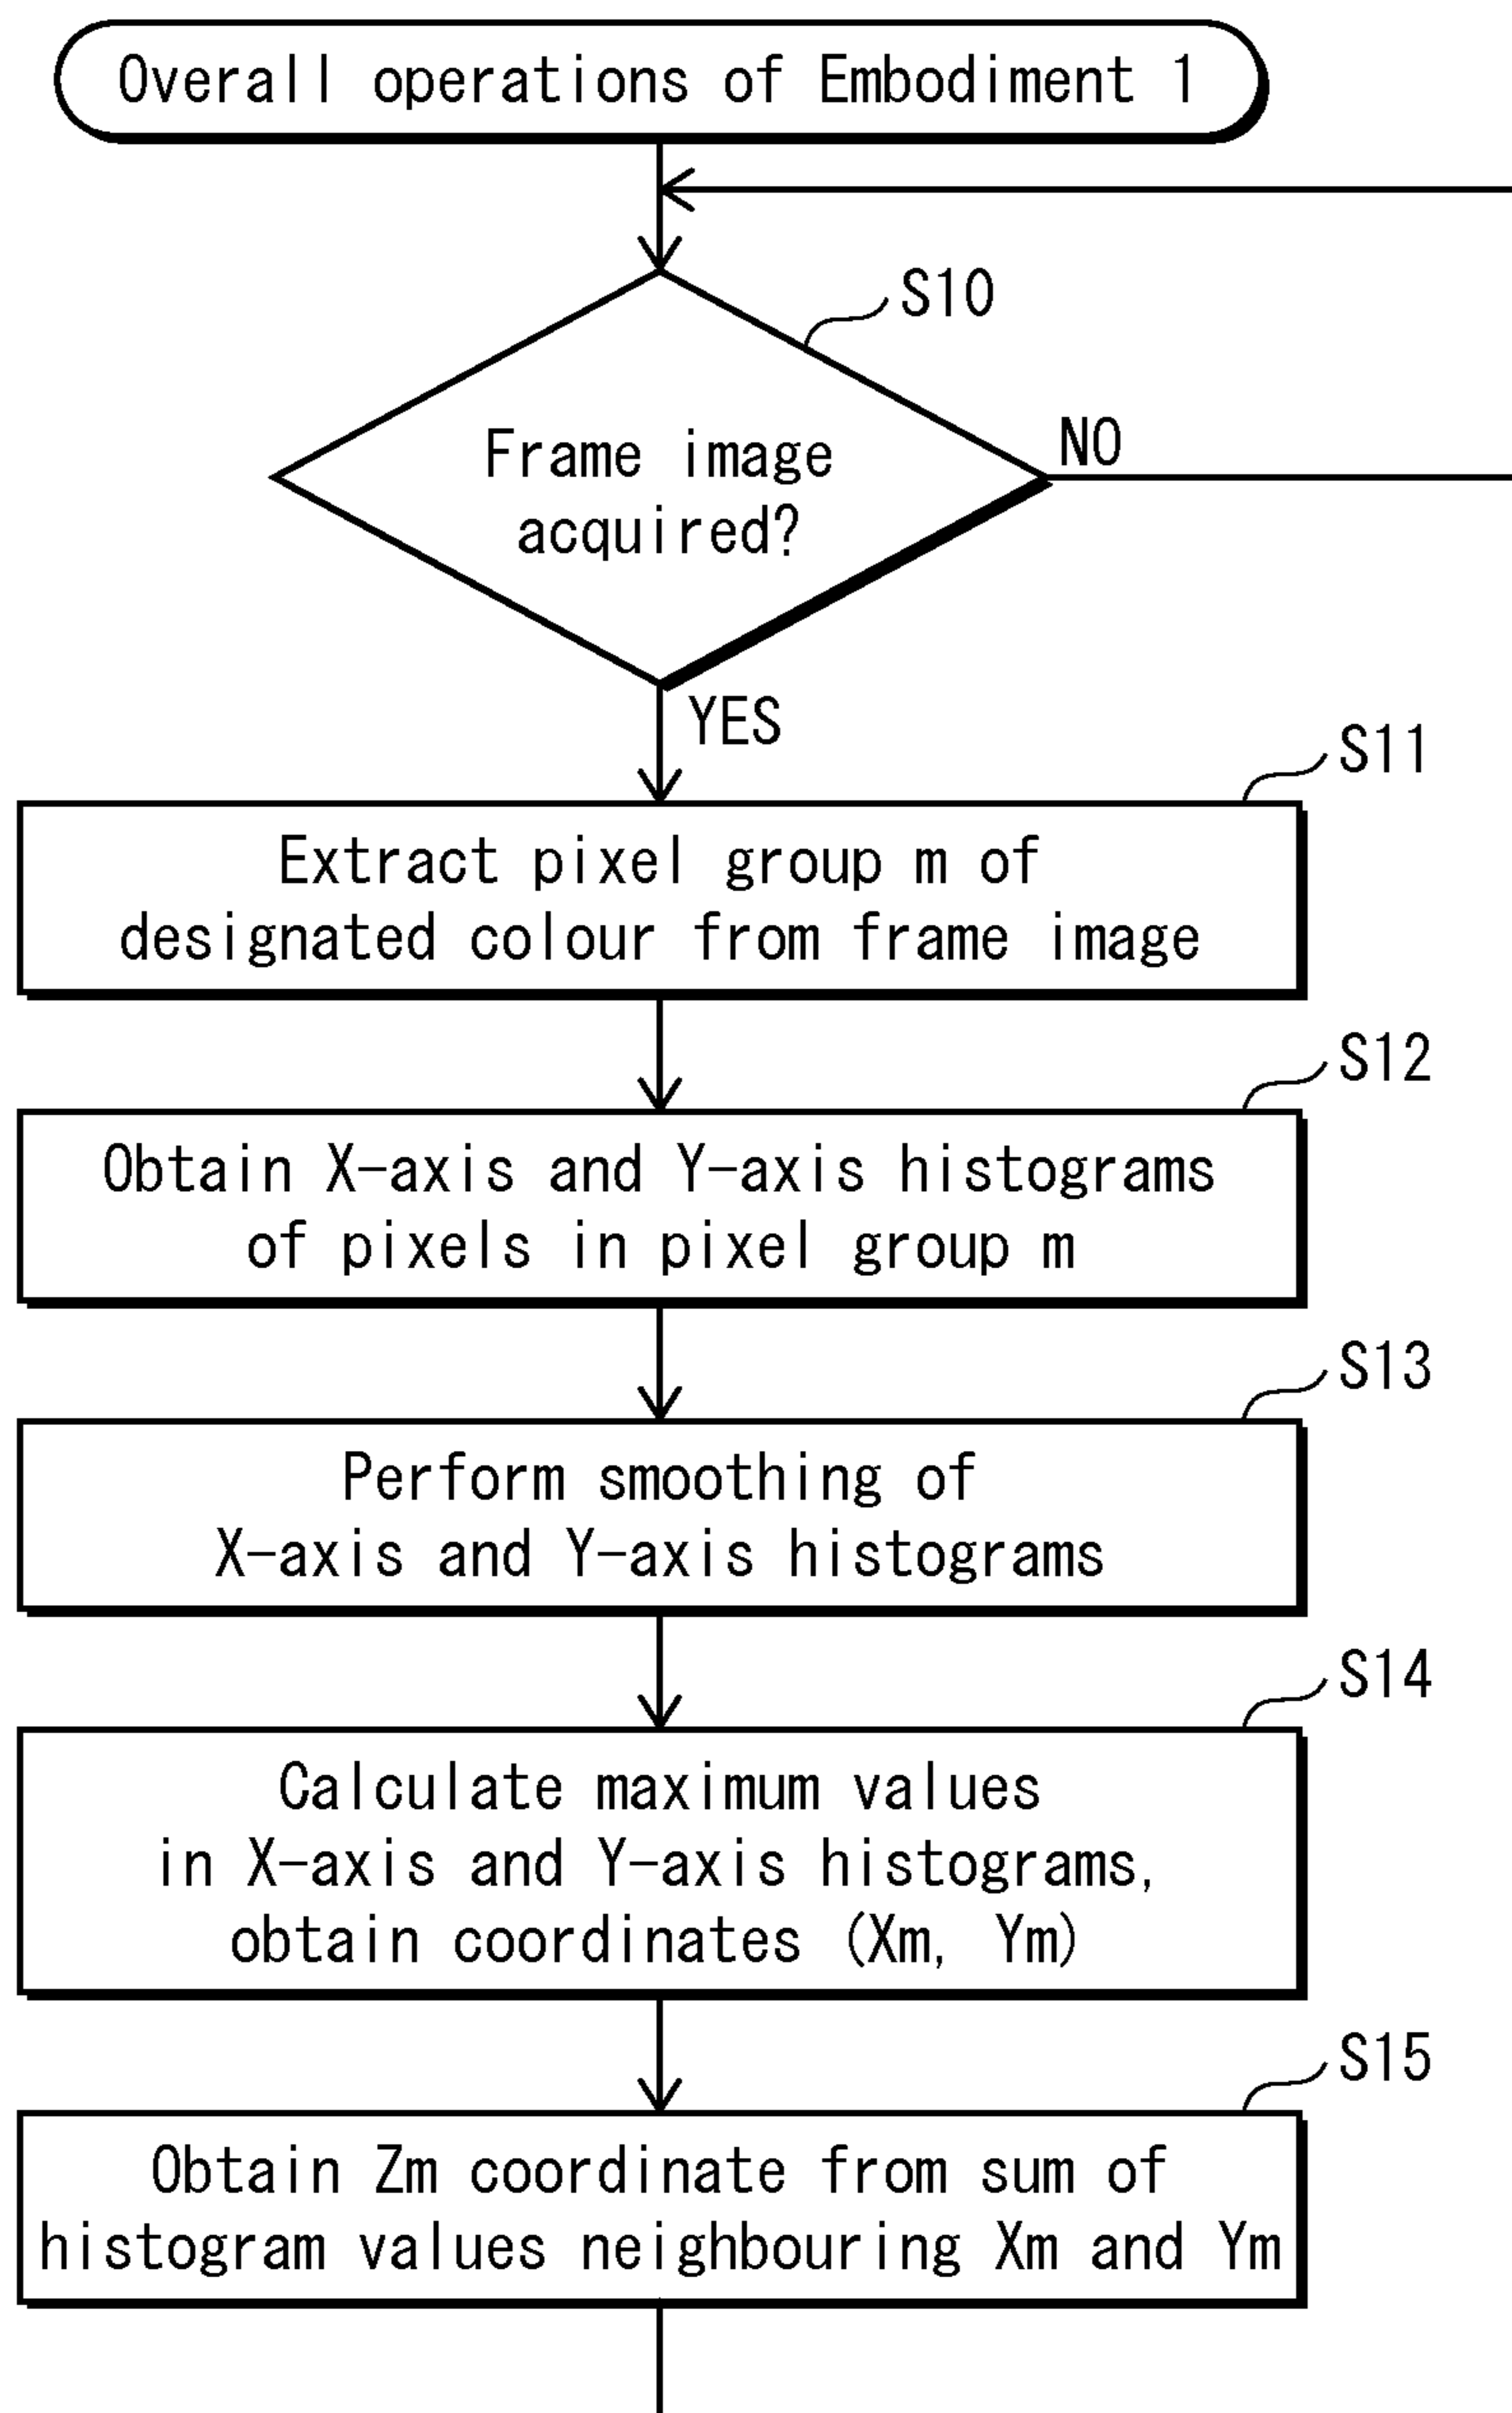 Overall operations of Embodiment 1
S10
Frame image
acquired?
NO
YES
S11
Extract pixel group m of
designated colour from frame image
S12
Obtain X-axis and Y-axis histograms
of pixels in pixel group m
S13
Perform smoothing of
X-axis and Y-axis histograms
S14
Calculate maximum values
in X-axis and Y-axis histograms,
obtain coordinates (Xm, Ym)
S15
Obtain Zm coordinate from sum of
histogram values neighbouring Xm and Ym